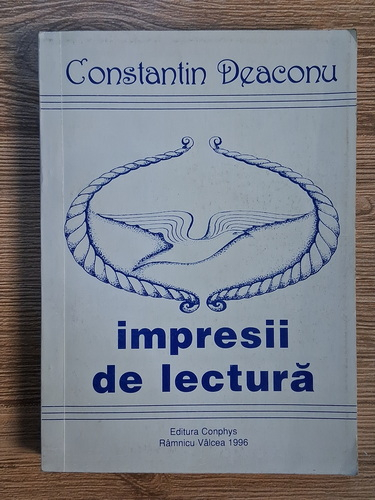 Constantin Deaconu
impresii
de lectură
Editura Conphys
Râmnicu Vâlcea 1996